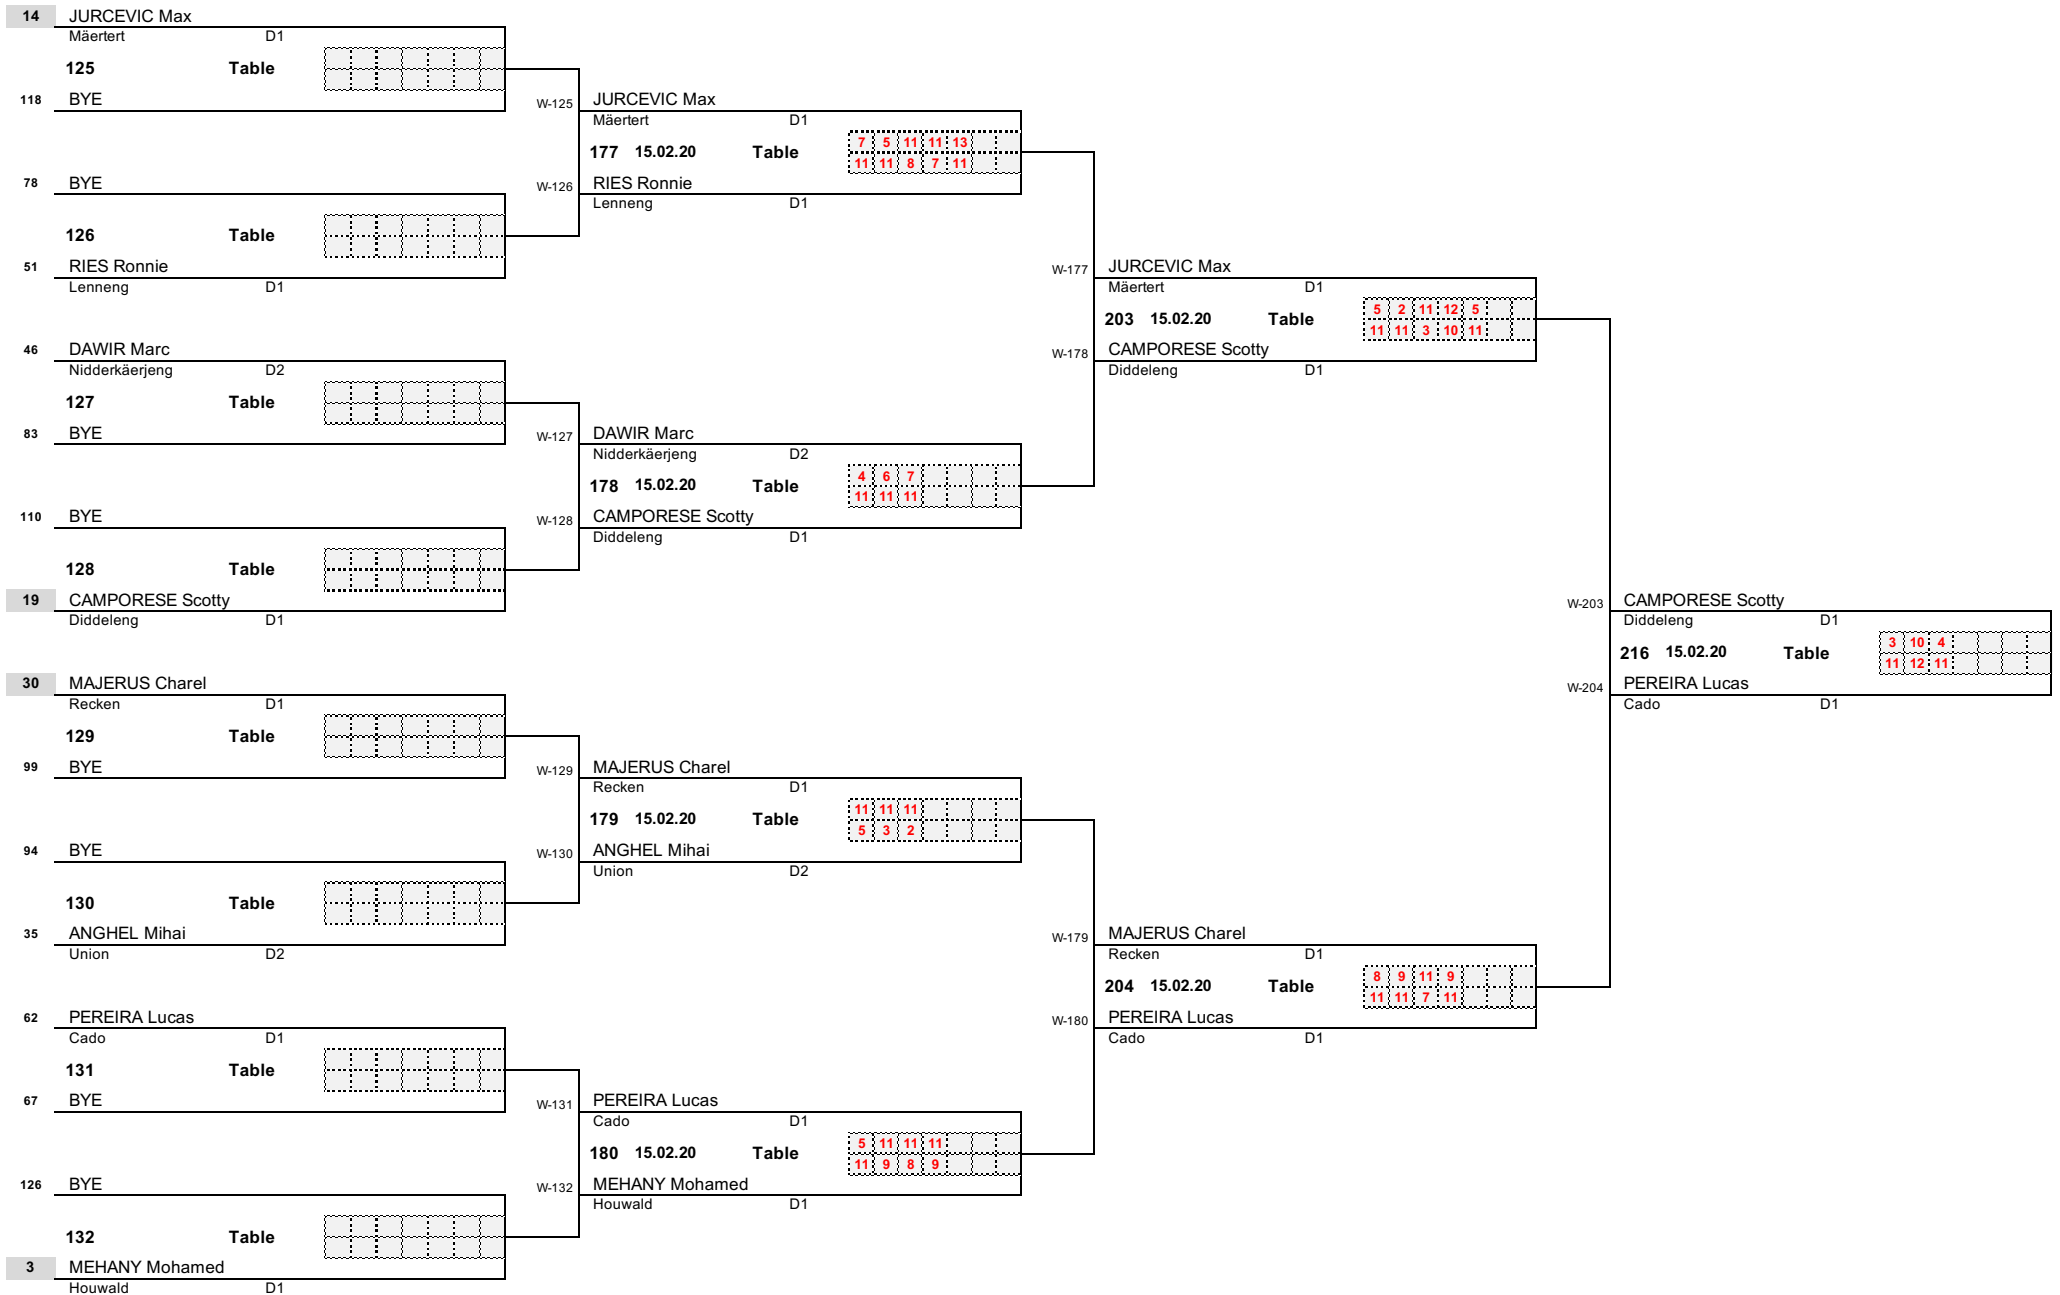 14 JURCEVIC Max
Mäertert D1
125 Table
118 BYE
78 BYE
126 Table
51 RIES Ronnie
Lenneng D1
46 DAWIR Marc
Nidderkäerjeng D2
127 Table
83 BYE
110 BYE
128 Table
19 CAMPORESE Scotty
Diddeleng D1
30 MAJERUS Charel
Recken D1
129 Table
99 BYE
94 BYE
130 Table
35 ANGHEL Mihai
Union D2
62 PEREIRA Lucas
Cado D1
131 Table
67 BYE
126 BYE
132 Table
3 MEHANY Mohamed
Houwald D1
W-125 JURCEVIC Max
Mäertert D1
7 5 11 11 13
177 15.02.20 Table
11 11 8 7 11
W-126 RIES Ronnie
Lenneng D1
W-127 DAWIR Marc
Nidderkäerjeng D2
4 6 7
178 15.02.20 Table
11 11 11
W-128 CAMPORESE Scotty
Diddeleng D1
W-129 MAJERUS Charel
Recken D1
11 11 11
179 15.02.20 Table
5 3 2
W-130 ANGHEL Mihai
Union D2
W-131 PEREIRA Lucas
Cado D1
5 11 11 11
180 15.02.20 Table
11 9 8 9
W-132 MEHANY Mohamed
Houwald D1
W-177 JURCEVIC Max
Mäertert D1
5 2 11 12 5
203 15.02.20 Table
11 11 3 10 11
W-178 CAMPORESE Scotty
Diddeleng D1
W-179 MAJERUS Charel
Recken D1
8 9 11 9
204 15.02.20 Table
11 11 7 11
W-180 PEREIRA Lucas
Cado D1
W-203 CAMPORESE Scotty
Diddeleng D1
3 10 4
216 15.02.20 Table
11 12 11
W-204 PEREIRA Lucas
Cado D1